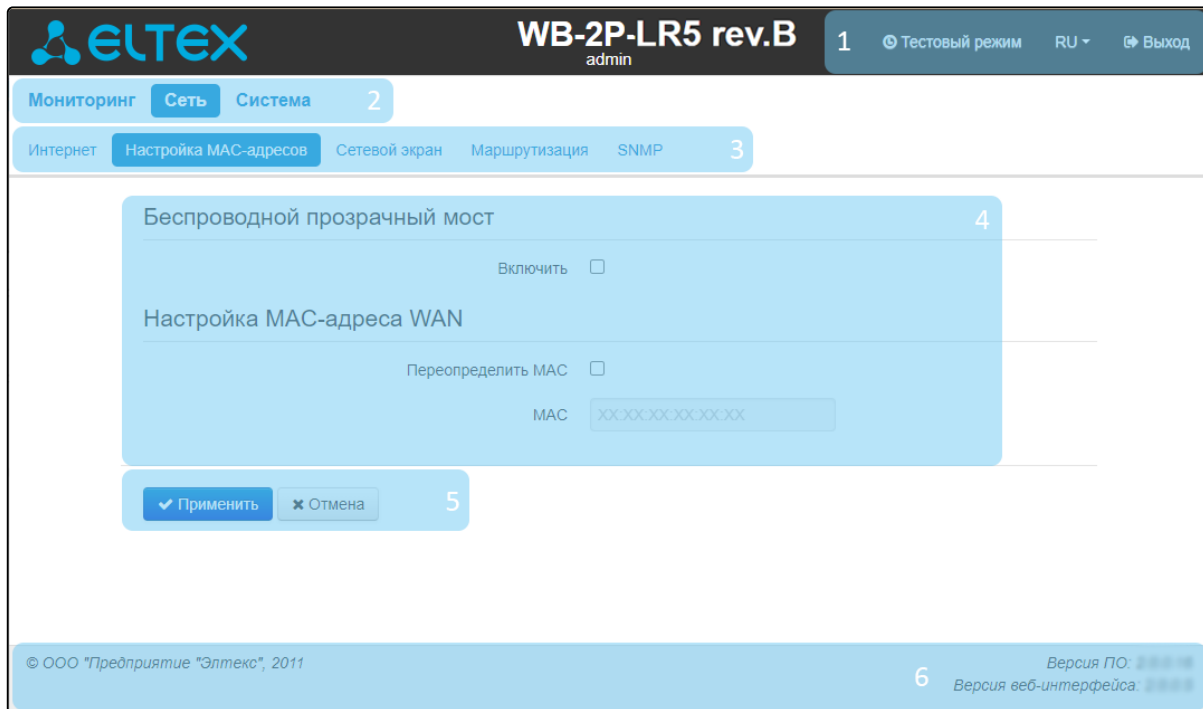 ELTEX
WB-2P-LR5 rev.B
admin
1 Тестовый режим RU Выход
Мониторинг Сеть Система 2
Интернет Настройка MAC-адресов Сетевой экран Маршрутизация SNMP 3
Беспроводной прозрачный мост 4
Включить
Настройка MAC-адреса WAN
Переопределить MAC
MAC XX:XX:XX:XX:XX:XX
Применить Отмена 5
© ООО "Предприятие "Элтекс", 2011
Версия ПО:
6
Версия веб-интерфейса: